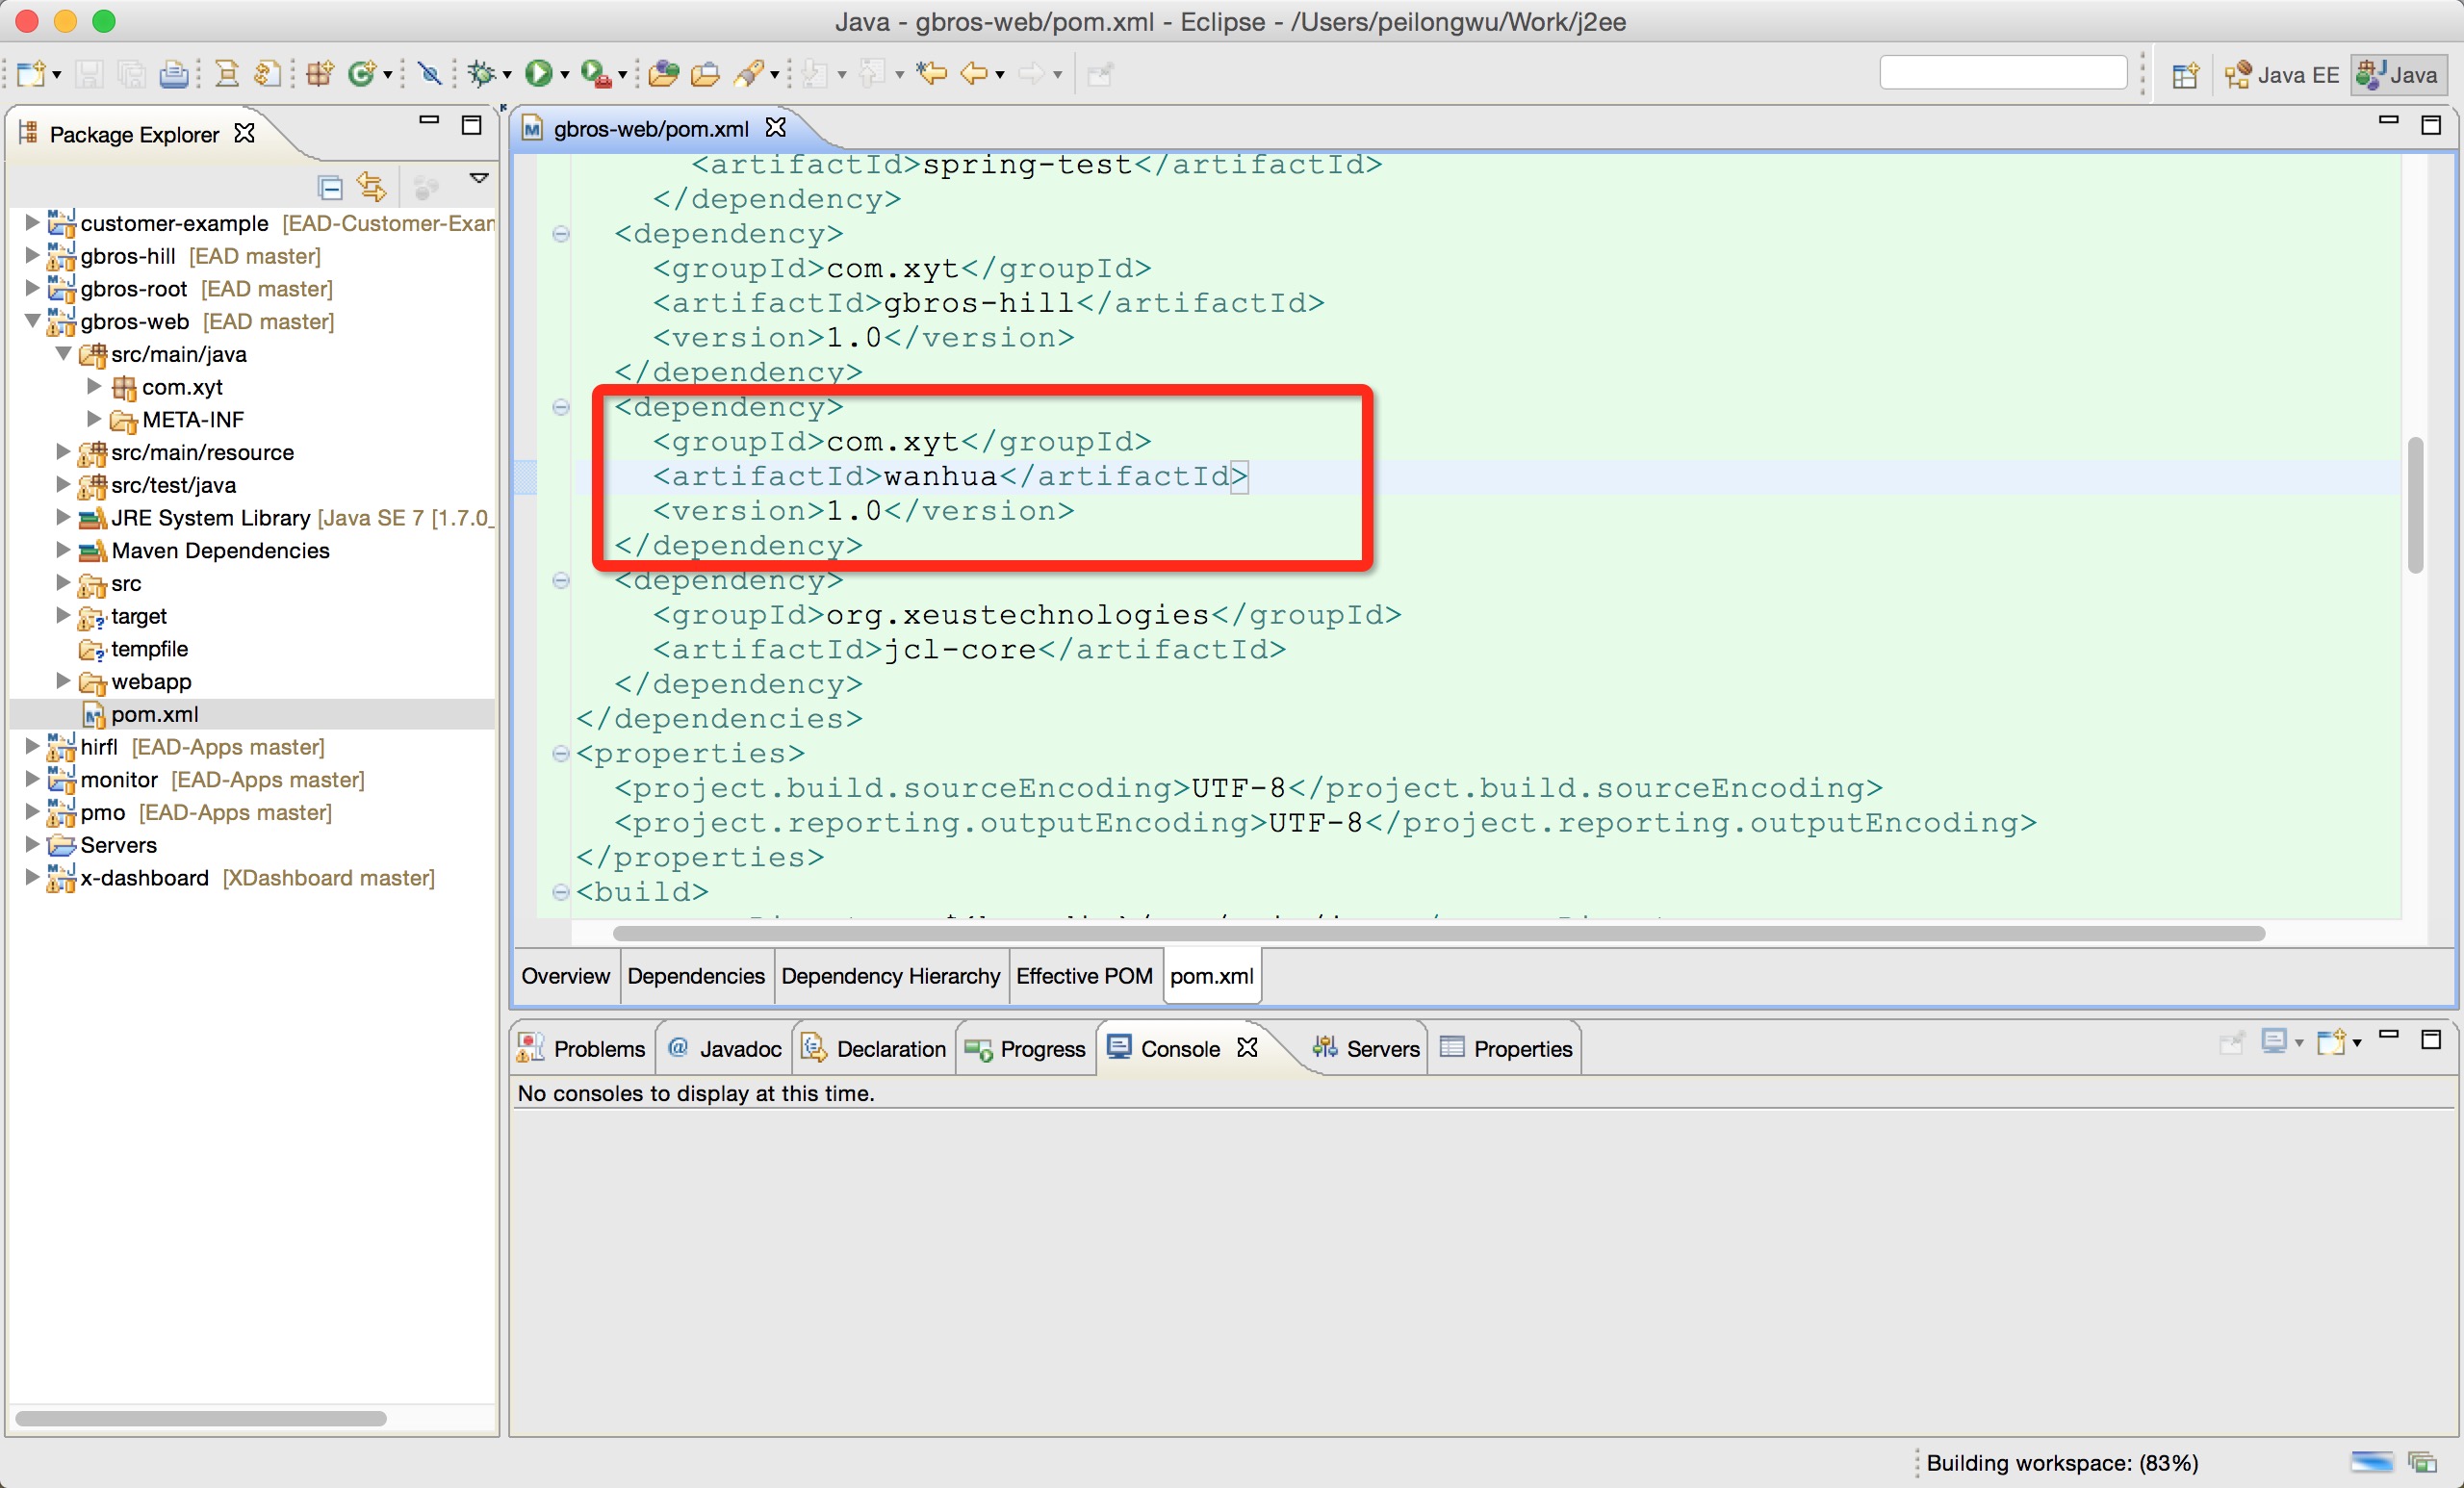 Java - gbros-web/pom.xml - Eclipse - /Users/peilongwu/Work/j2ee
Java EE
Java
Package Explorer
customer-example [EAD-Customer-Exam
gbros-hill [EAD master]
gbros-root [EAD master]
gbros-web [EAD master]
src/main/java
com.xyt
META-INF
src/main/resource
src/test/java
JRE System Library [Java SE 7 [1.7.0_
Maven Dependencies
src
target
tempfile
webapp
pom.xml
hirfl [EAD-Apps master]
monitor [EAD-Apps master]
pmo [EAD-Apps master]
Servers
x-dashboard [XDashboard master]
gbros-web/pom.xml
<artifactId>spring-test</artifactId>
</dependency>
<dependency>
<groupId>com.xyt</groupId>
<artifactId>gbros-hill</artifactId>
<version>1.0</version>
</dependency>
<dependency>
<groupId>com.xyt</groupId>
<artifactId>wanhua</artifactId>
<version>1.0</version>
</dependency>
<dependency>
<groupId>org.xeustechnologies</groupId>
<artifactId>jcl-core</artifactId>
</dependency>
</dependencies>
<properties>
<project.build.sourceEncoding>UTF-8</project.build.sourceEncoding>
<project.reporting.outputEncoding>UTF-8</project.reporting.outputEncoding>
</properties>
<build>
Overview
Dependencies
Dependency Hierarchy
Effective POM
pom.xml
Problems
Javadoc
Declaration
Progress
Console
Servers
Properties
No consoles to display at this time.
Building workspace: (83%)